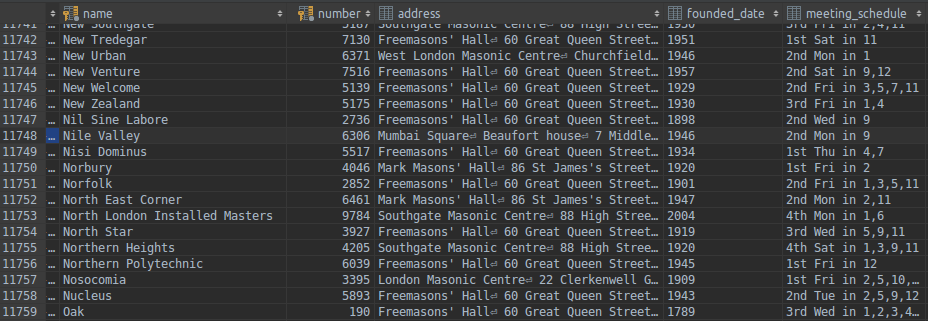 name number address founded_date meeting_schedule
11741 … New Southgate 5187 Southgate Masonic Centre⏎ 88 High Stree… 1930 3rd Fri in 2,4,11
11742 … New Tredegar 7130 Freemasons' Hall⏎ 60 Great Queen Street… 1951 1st Sat in 11
11743 … New Urban 6371 West London Masonic Centre⏎ Churchfield… 1946 2nd Mon in 1
11744 … New Venture 7516 Freemasons' Hall⏎ 60 Great Queen Street… 1957 2nd Sat in 9,12
11745 … New Welcome 5139 Freemasons' Hall⏎ 60 Great Queen Street… 1929 2nd Fri in 3,5,7,11
11746 … New Zealand 5175 Freemasons' Hall⏎ 60 Great Queen Street… 1930 3rd Fri in 1,4
11747 … Nil Sine Labore 2736 Freemasons' Hall⏎ 60 Great Queen Street… 1898 2nd Wed in 9
11748 … Nile Valley 6306 Mumbai Square⏎ Beaufort house⏎ 7 Middle… 1946 2nd Mon in 9
11749 … Nisi Dominus 5517 Freemasons' Hall⏎ 60 Great Queen Street… 1934 1st Thu in 4,7
11750 … Norbury 4046 Mark Masons' Hall⏎ 86 St James's Street… 1920 1st Fri in 2
11751 … Norfolk 2852 Freemasons' Hall⏎ 60 Great Queen Street… 1901 2nd Fri in 1,3,5,11
11752 … North East Corner 6461 Mark Masons' Hall⏎ 86 St James's Street… 1947 2nd Mon in 2,11
11753 … North London Installed Masters 9784 Southgate Masonic Centre⏎ 88 High Stree… 2004 4th Mon in 1,6
11754 … North Star 3927 Freemasons' Hall⏎ 60 Great Queen Street… 1919 3rd Wed in 5,9,11
11755 … Northern Heights 4205 Southgate Masonic Centre⏎ 88 High Stree… 1920 4th Sat in 1,3,9,11
11756 … Northern Polytechnic 6039 Freemasons' Hall⏎ 60 Great Queen Street… 1945 1st Fri in 12
11757 … Nosocomia 3395 London Masonic Centre⏎ 22 Clerkenwell G… 1909 1st Fri in 2,5,10,…
11758 … Nucleus 5893 Freemasons' Hall⏎ 60 Great Queen Street… 1943 2nd Tue in 2,5,9,12
11759 … Oak 190 Freemasons' Hall⏎ 60 Great Queen Street… 1789 3rd Wed in 1,2,3,4…